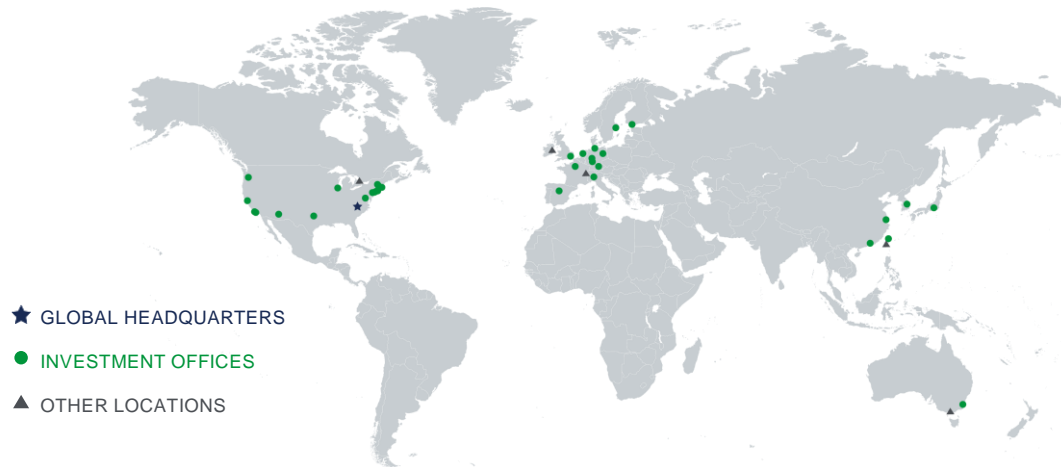 GLOBAL HEADQUARTERS
INVESTMENT OFFICES
OTHER LOCATIONS